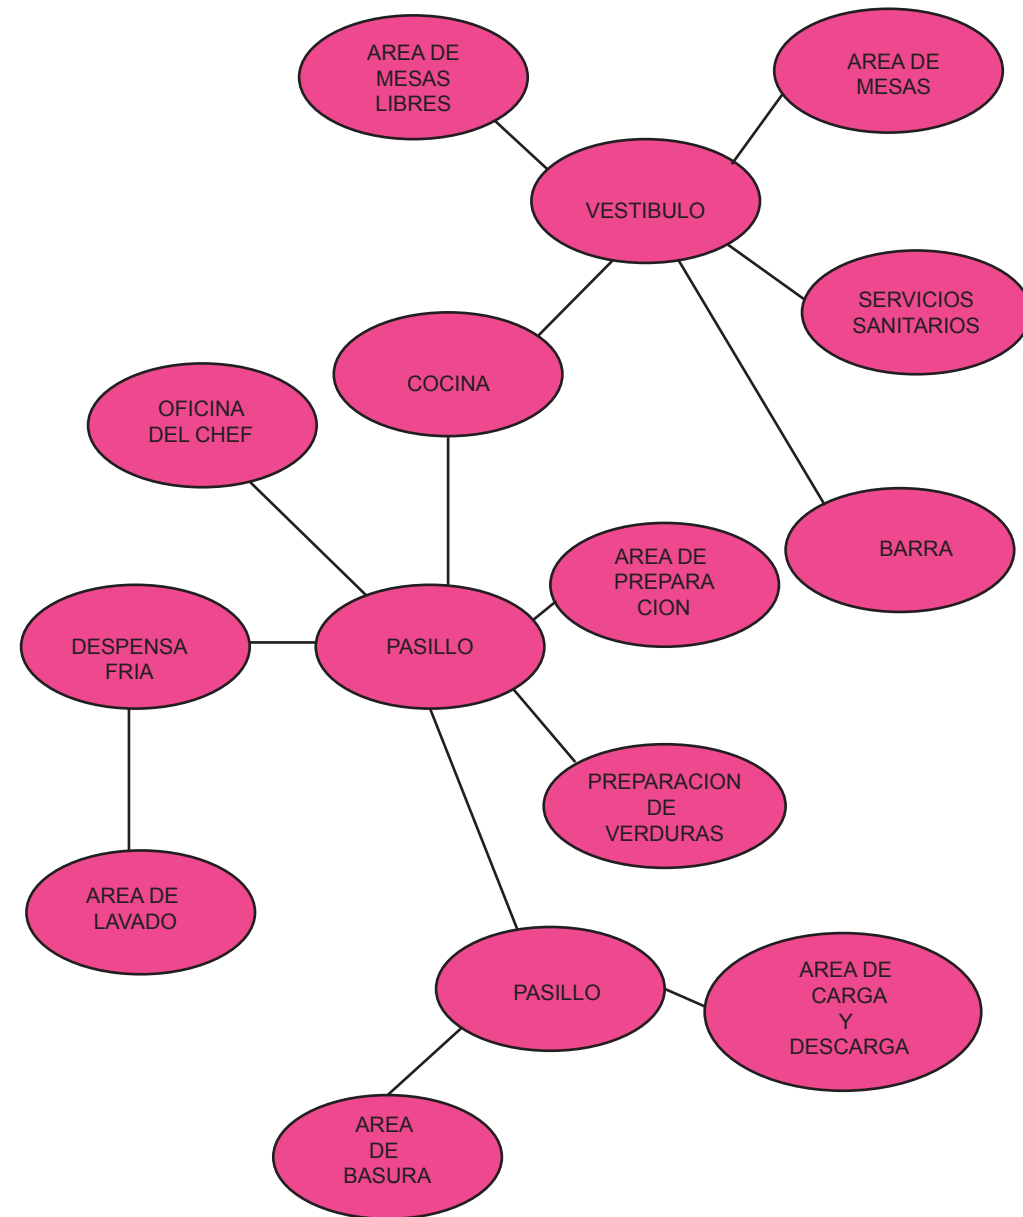 AREA DE
MESAS
LIBRES
AREA DE
MESAS
VESTIBULO
SERVICIOS
SANITARIOS
COCINA
OFICINA
DEL CHEF
BARRA
AREA DE
PREPARA
CION
DESPENSA
FRIA
PASILLO
PREPARACION
DE
VERDURAS
AREA DE
LAVADO
PASILLO
AREA DE
CARGA
Y
DESCARGA
AREA
DE
BASURA